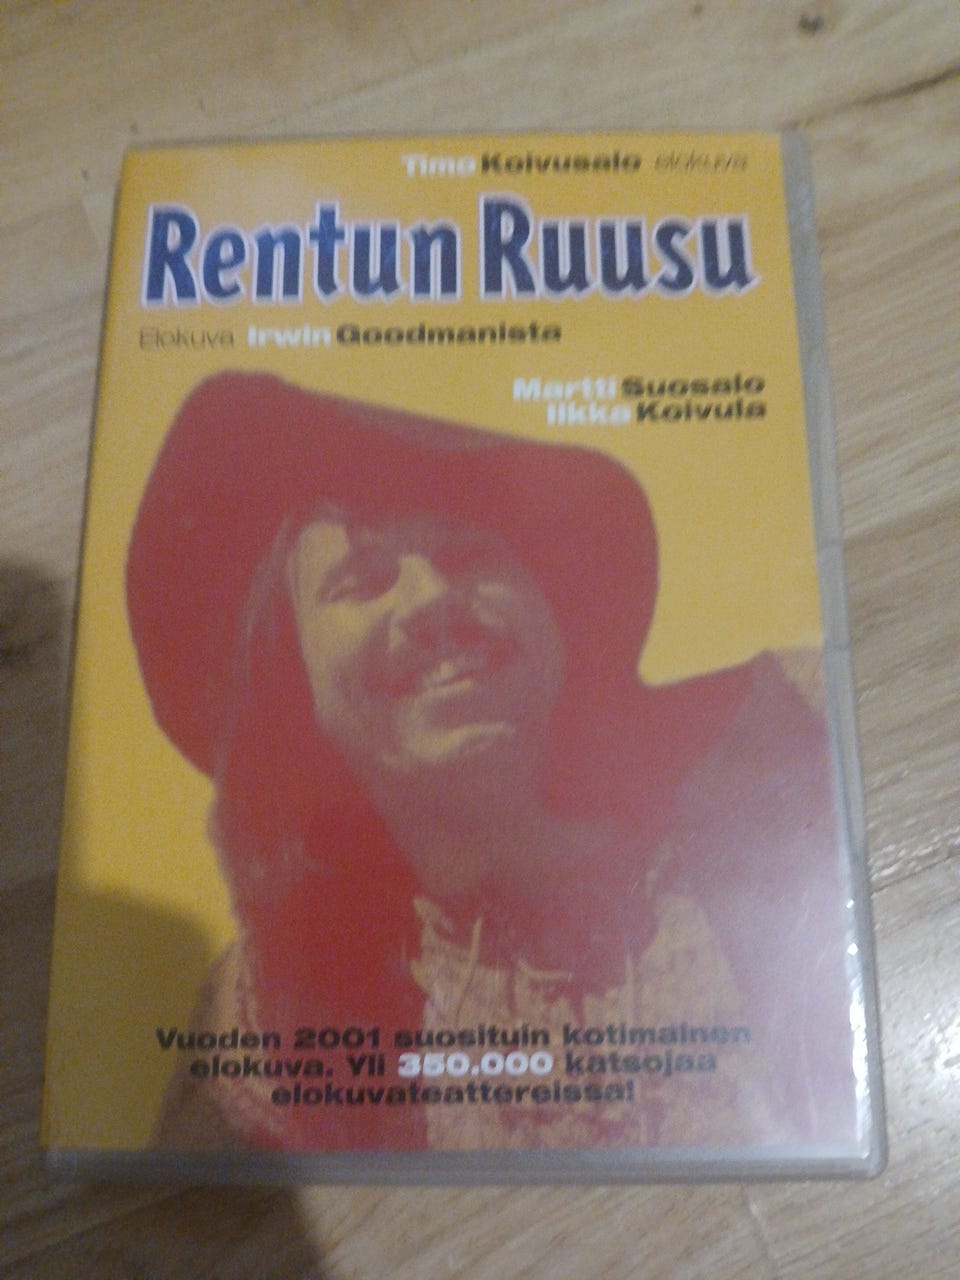 Timo Koivusalo elokuva
Rentun Ruusu
Elokuva Irwin Goodmanista
Martti Suosalo
Ilkka Koivula
Vuoden 2001 suosituin kotimainen
elokuva. Yli 350.000 katsojaa
elokuvateattereissa!